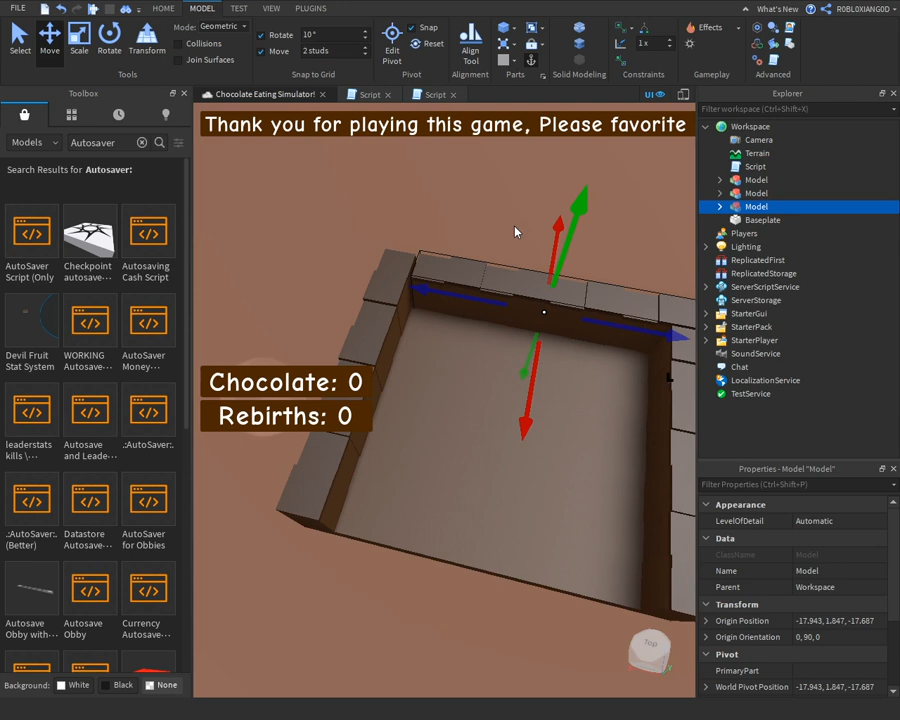 FILE HOME MODEL TEST VIEW PLUGINS What's New R0BL0XIANG0D
Select Move Scale Rotate Transform
Mode: Geometric
Collisions
Join Surfaces
Tools
Rotate 10°
Move 2 studs
Snap to Grid
Edit Pivot
Snap
Reset
Pivot
Align Tool
Alignment
Parts
Solid Modeling
1 x
Constraints
Effects
Gameplay
Advanced
Toolbox
Chocolate Eating Simulator! Script Script UI
Models Autosaver
Search Results for Autosaver:
AutoSaver Script (Only
Checkpoint autosave···
Autosaving Cash Script
Devil Fruit Stat System
WORKING Autosave···
AutoSaver Money···
leaderstats kills \···
Autosave and Leade···
.:AutoSaver:.
.:AutoSaver:. (Better)
Datastore Autosave···
AutoSaver for Obbies
Autosave Obby with···
Autosave Obby
Currency Autosave···
Background: White Black None
Thank you for playing this game, Please favorite
Chocolate: 0
Rebirths: 0
Top
Explorer
Filter workspace (Ctrl+Shift+X)
Workspace
Camera
Terrain
Script
Model
Model
Model
Baseplate
Players
Lighting
ReplicatedFirst
ReplicatedStorage
ServerScriptService
ServerStorage
StarterGui
StarterPack
StarterPlayer
SoundService
Chat
LocalizationService
TestService
Properties - Model "Model"
Filter Properties (Ctrl+Shift+P)
Appearance
LevelOfDetail Automatic
Data
ClassName Model
Name Model
Parent Workspace
Transform
Origin Position -17.943, 1.847, -17.687
Origin Orientation 0, 90, 0
Pivot
PrimaryPart
World Pivot Position -17.943, 1.847, -17.687